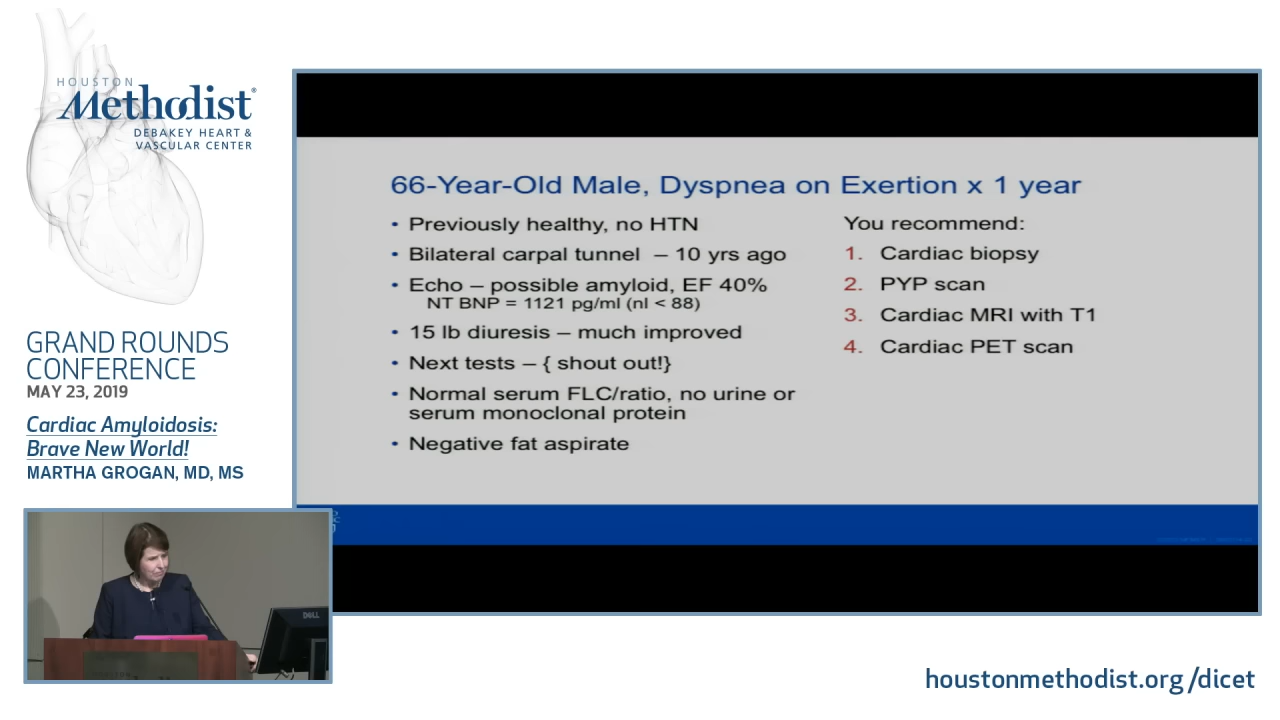 HOUSTON
Methodist®
DEBAKEY HEART &
VASCULAR CENTER
GRAND ROUNDS
CONFERENCE
MAY 23, 2019
Cardiac Amyloidosis:
Brave New World!
MARTHA GROGAN, MD, MS
66-Year-Old Male, Dyspnea on Exertion x 1 year
• Previously healthy, no HTN
• Bilateral carpal tunnel – 10 yrs ago
• Echo – possible amyloid, EF 40%
NT BNP = 1121 pg/ml (nl < 88)
• 15 lb diuresis – much improved
• Next tests – { shout out!}
• Normal serum FLC/ratio, no urine or
serum monoclonal protein
• Negative fat aspirate
You recommend:
1. Cardiac biopsy
2. PYP scan
3. Cardiac MRI with T1
4. Cardiac PET scan
DELL
houstonmethodist.org/dicet